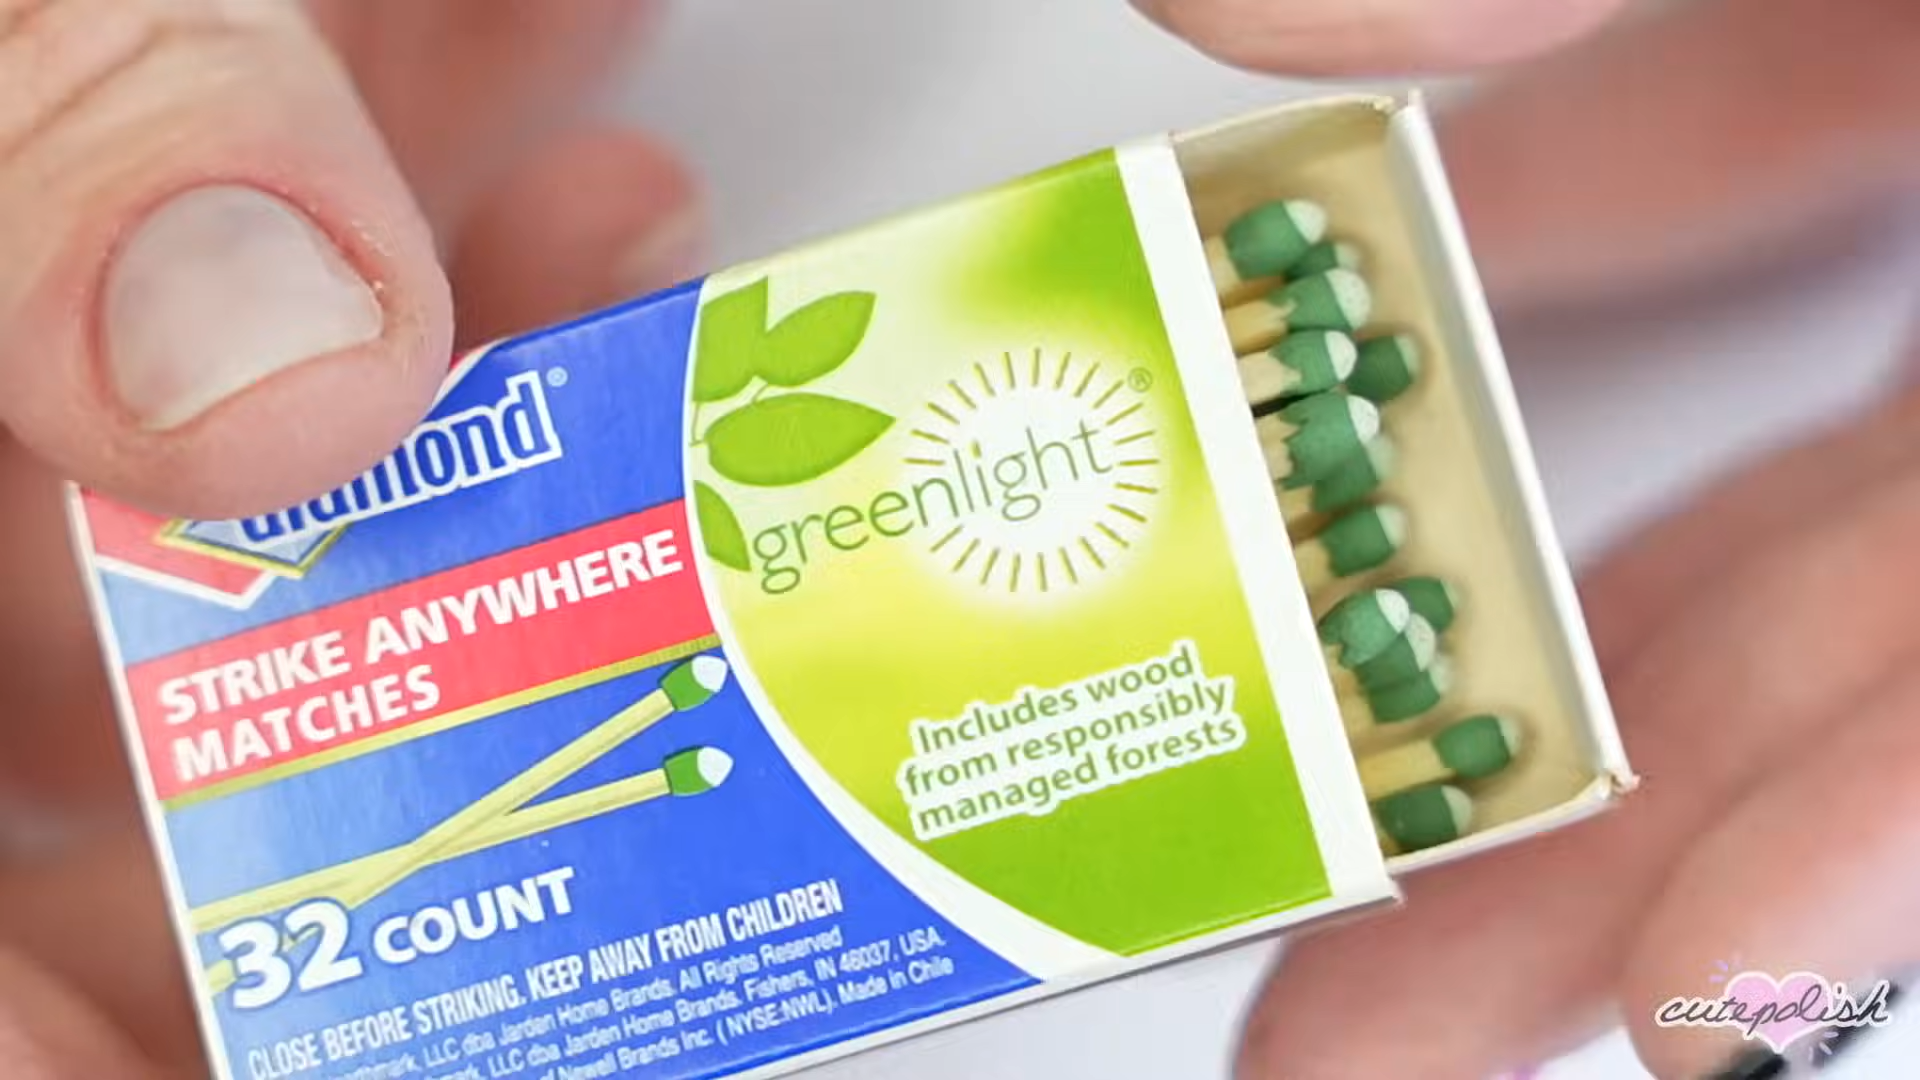 diamond®
STRIKE ANYWHERE
MATCHES
32 COUNT
CLOSE BEFORE STRIKING. KEEP AWAY FROM CHILDREN
LLC dba Jarden Home Brands. All Rights Reserved
LLC dba Jarden Home Brands. Fishers, IN 46037, USA.
of Newell Brands Inc. (NYSE:NWL). Made in Chile
greenlight®
Includes wood
from responsibly
managed forests
cutepolish